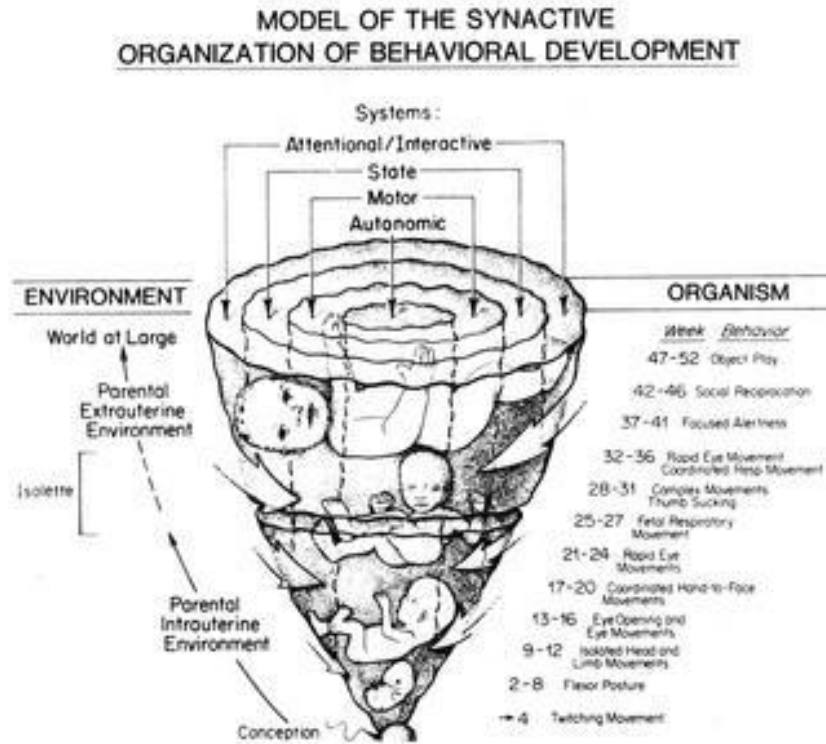 MODEL OF THE SYNACTIVE
ORGANIZATION OF BEHAVIORAL DEVELOPMENT
Systems:
Attentional/Interactive
State
Motor
Autonomic
ENVIRONMENT
World at Large
Parental
Extrauterine
Environment
Isolette
Parental
Intrauterine
Environment
Conception
ORGANISM
Week Behavior
47-52 Object Play
42-46 Social Reciprocation
37-41 Focused Alertness
32-36 Rapid Eye Movement
Coordinated Resp Movement
28-31 Complex Movements
Thumb Sucking
25-27 Fetal Respiratory
Movement
21-24 Rapid Eye
Movements
17-20 Coordinated Hand-to-Face
Movements
13-16 Eye Opening and
Eye Movements
9-12 Isolated Head and
Limb Movements
2-8 Flexor Posture
→4 Twitching Movement